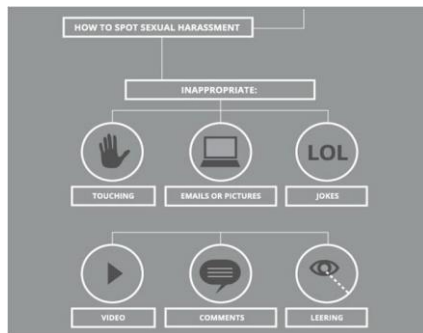 HOW TO SPOT SEXUAL HARASSMENT
INAPPROPRIATE:
LOL
TOUCHING
EMAILS OR PICTURES
JOKES
VIDEO
COMMENTS
LEERING